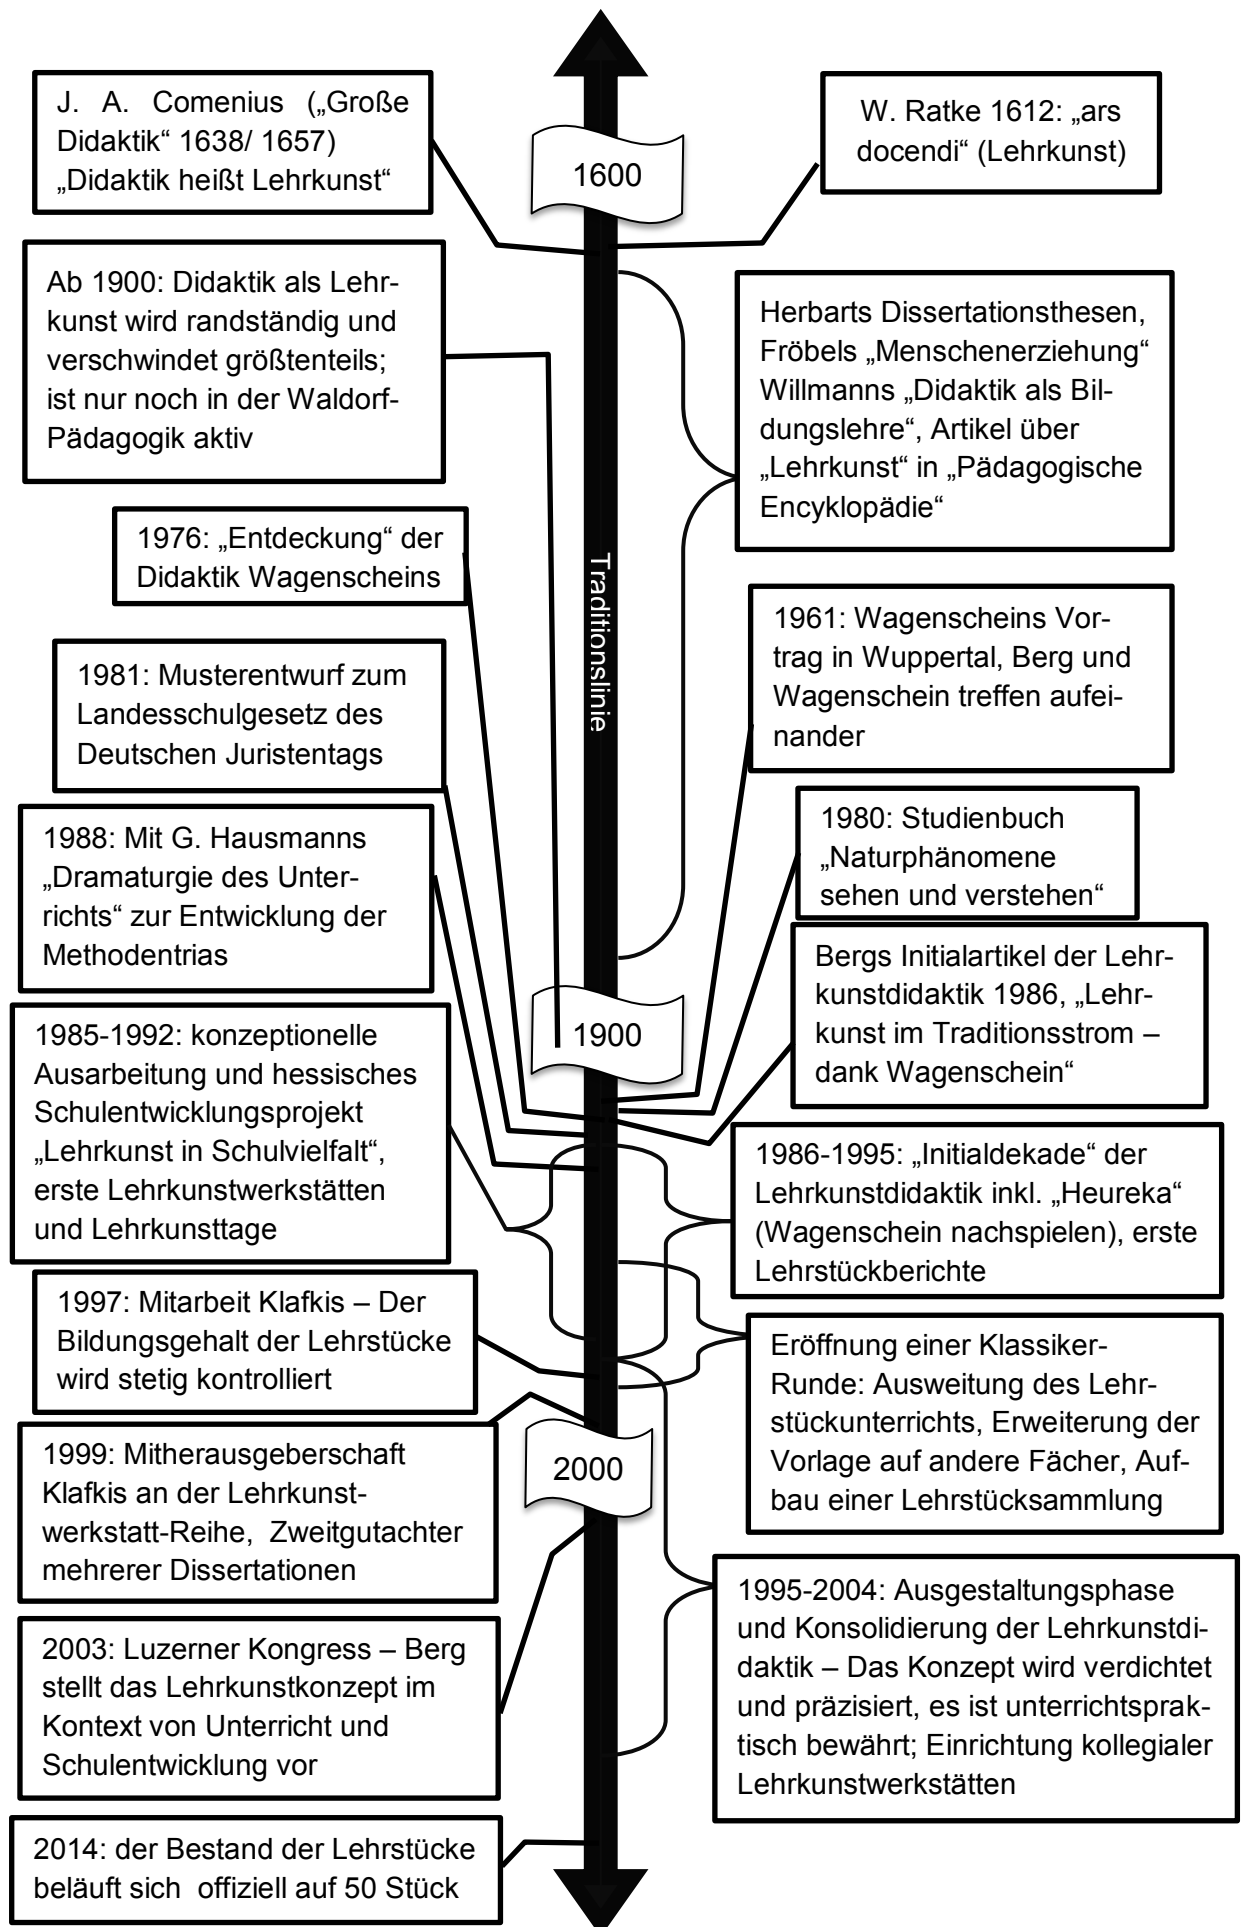 J. A. Comenius („Große
Didaktik“ 1638/ 1657)
„Didaktik heißt Lehrkunst“
W. Ratke 1612: „ars
docendi“ (Lehrkunst)
1600
Ab 1900: Didaktik als Lehr-
kunst wird randständig und
verschwindet größtenteils;
ist nur noch in der Waldorf-
Pädagogik aktiv
Herbarts Dissertationsthesen,
Fröbels „Menschenerziehung“
Willmanns „Didaktik als Bil-
dungslehre“, Artikel über
„Lehrkunst“ in „Pädagogische
Encyklopädie“
1976: „Entdeckung“ der
Didaktik Wagenscheins
Traditionslinie
1961: Wagenscheins Vor-
trag in Wuppertal, Berg und
Wagenschein treffen aufei-
nander
1981: Musterentwurf zum
Landesschulgesetz des
Deutschen Juristentags
1980: Studienbuch
„Naturphänomene
sehen und verstehen“
1988: Mit G. Hausmanns
„Dramaturgie des Unter-
richts“ zur Entwicklung der
Methodentrias
Bergs Initialartikel der Lehr-
kunstdidaktik 1986, „Lehr-
kunst im Traditionsstrom –
dank Wagenschein“
1900
1985-1992: konzeptionelle
Ausarbeitung und hessisches
Schulentwicklungsprojekt
„Lehrkunst in Schulvielfalt“,
erste Lehrkunstwerkstätten
und Lehrkunsttage
1986-1995: „Initialdekade“ der
Lehrkunstdidaktik inkl. „Heureka“
(Wagenschein nachspielen), erste
Lehrstückberichte
1997: Mitarbeit Klafkis – Der
Bildungsgehalt der Lehrstücke
wird stetig kontrolliert
Eröffnung einer Klassiker-
Runde: Ausweitung des Lehr-
stückunterrichts, Erweiterung der
Vorlage auf andere Fächer, Auf-
bau einer Lehrstücksammlung
1999: Mitherausgeberschaft
Klafkis an der Lehrkunst-
werkstatt-Reihe,  Zweitgutachter
mehrerer Dissertationen
2000
1995-2004: Ausgestaltungsphase
und Konsolidierung der Lehrkunstdi-
daktik – Das Konzept wird verdichtet
und präzisiert, es ist unterrichtsprak-
tisch bewährt; Einrichtung kollegialer
Lehrkunstwerkstätten
2003: Luzerner Kongress – Berg
stellt das Lehrkunstkonzept im
Kontext von Unterricht und
Schulentwicklung vor
2014: der Bestand der Lehrstücke
beläuft sich  offiziell auf 50 Stück